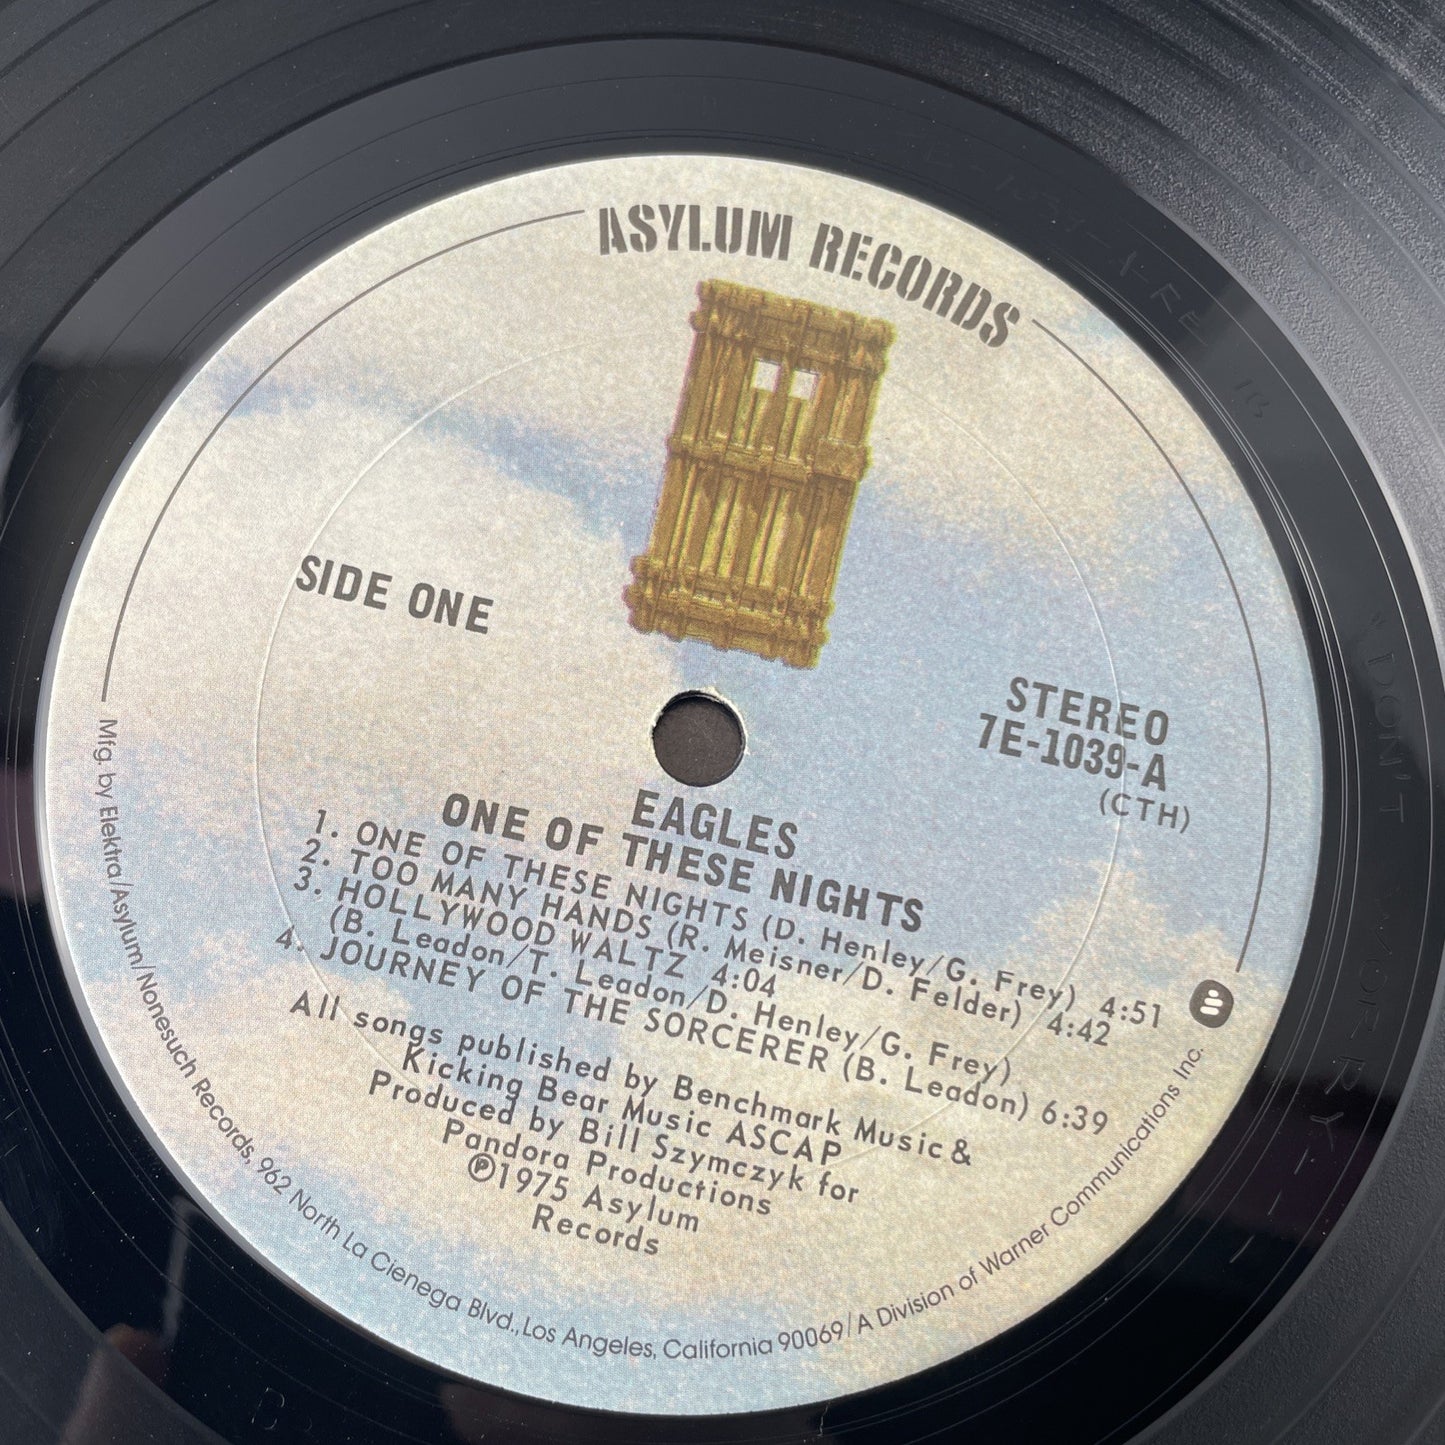 ASYLUM RECORDS
SIDE ONE
STEREO
7E-1039-A
(CTH)
EAGLES
ONE OF THESE NIGHTS
1. ONE OF THESE NIGHTS (D. Henley/G. Frey) 4:51
2. TOO MANY HANDS (R. Meisner/D. Felder) 4:42
3. HOLLYWOOD WALTZ 4:04
(B. Leadon/T. Leadon/D. Henley/G. Frey)
4. JOURNEY OF THE SORCERER (B. Leadon) 6:39
All songs published by Benchmark Music &
Kicking Bear Music ASCAP
Produced by Bill Szymczyk for
Pandora Productions
℗1975 Asylum
Records
Mfg. by Elektra/Asylum/Nonesuch Records, 962 North La Cienega Blvd., Los Angeles, California 90069/A Division of Warner Communications Inc.
DON'T